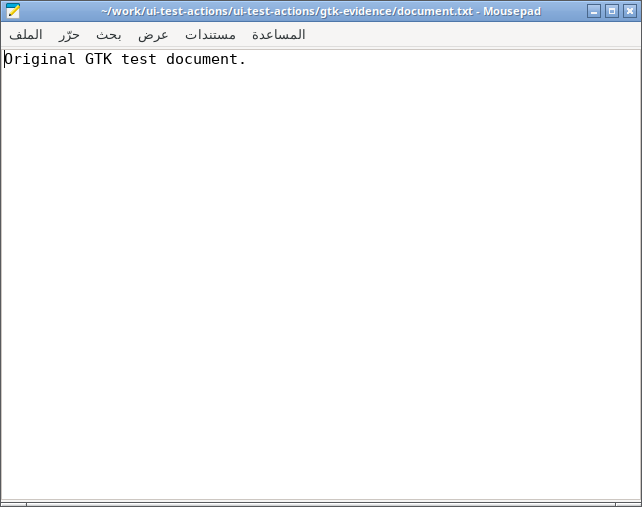 ~/work/ui-test-actions/ui-test-actions/gtk-evidence/document.txt - Mousepad
الملف حرّر بحث عرض مستندات المساعدة
Original GTK test document.